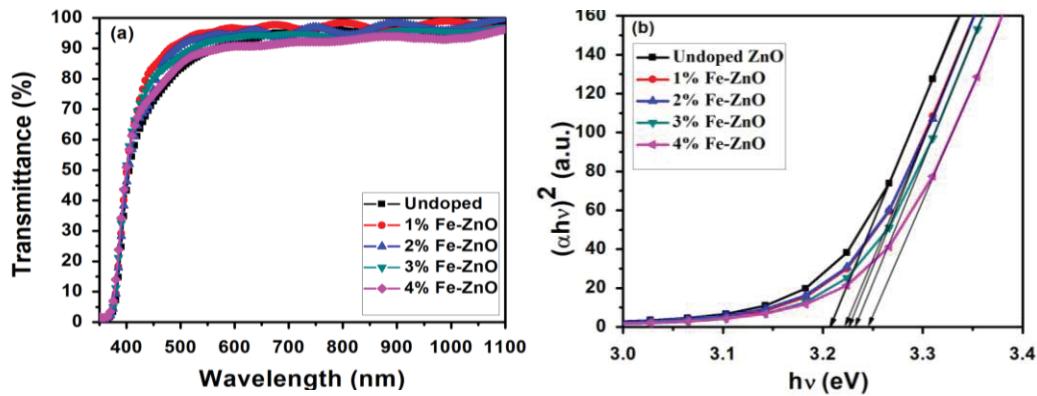 (a)
Transmittance (%)
100
90
80
70
60
50
40
30
20
10
0
Undoped
1% Fe-ZnO
2% Fe-ZnO
3% Fe-ZnO
4% Fe-ZnO
400 500 600 700 800 900 1000 1100
Wavelength (nm)
(b)
(αhν)² (a.u.)
160
140
120
100
80
60
40
20
0
Undoped ZnO
1% Fe-ZnO
2% Fe-ZnO
3% Fe-ZnO
4% Fe-ZnO
3.0 3.1 3.2 3.3 3.4
hν (eV)